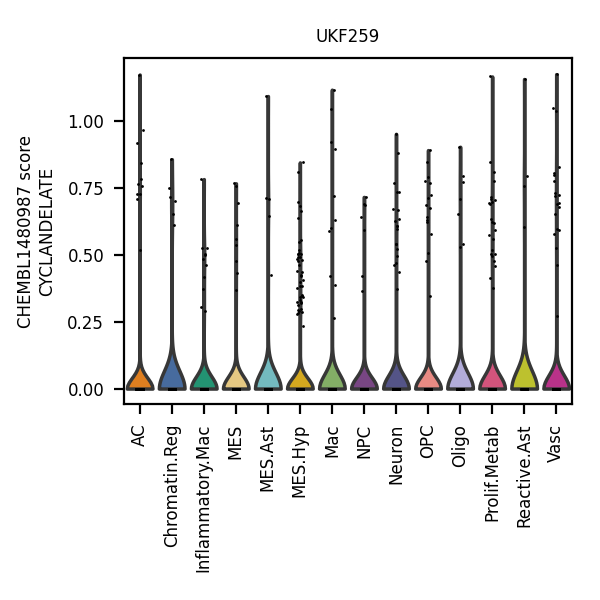 UKF259
CHEMBL1480987 score
CYCLANDELATE
1.00
0.75
0.50
0.25
0.00
AC
Chromatin.Reg
Inflammatory.Mac
MES
MES.Ast
MES.Hyp
Mac
NPC
Neuron
OPC
Oligo
Prolif.Metab
Reactive.Ast
Vasc